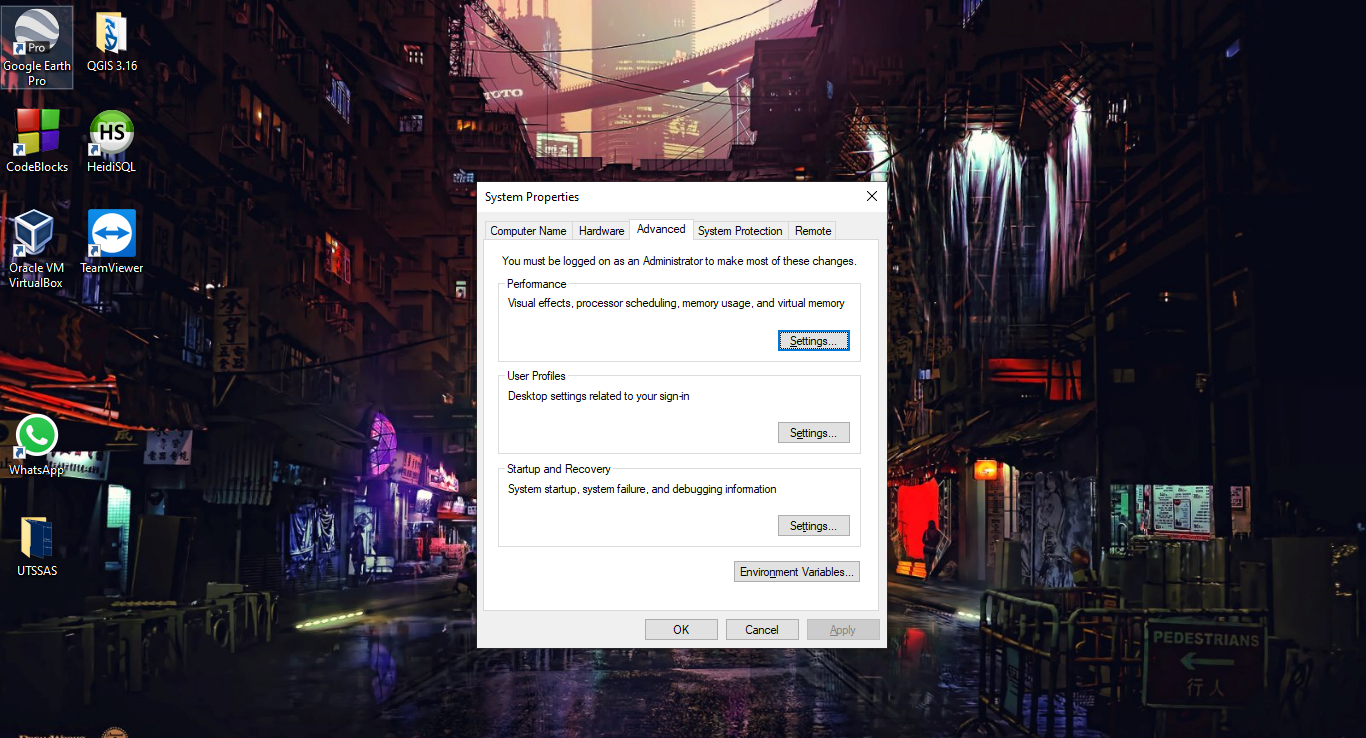 Pro
Google Earth
Pro
QGIS 3.16
CodeBlocks
HS
HeidiSQL
Oracle VM
VirtualBox
TeamViewer
WhatsApp
UTSSAS
System Properties
Computer Name
Hardware
Advanced
System Protection
Remote
You must be logged on as an Administrator to make most of these changes.
Performance
Visual effects, processor scheduling, memory usage, and virtual memory
Settings...
User Profiles
Desktop settings related to your sign-in
Settings...
Startup and Recovery
System startup, system failure, and debugging information
Settings...
Environment Variables...
OK
Cancel
Apply
PEDESTRIANS
行人